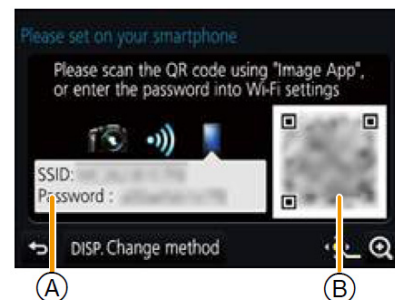 Please set on your smartphone
Please scan the QR code using "Image App",
or enter the password into Wi-Fi settings
SSID:
Password :
DISP. Change method
A
B